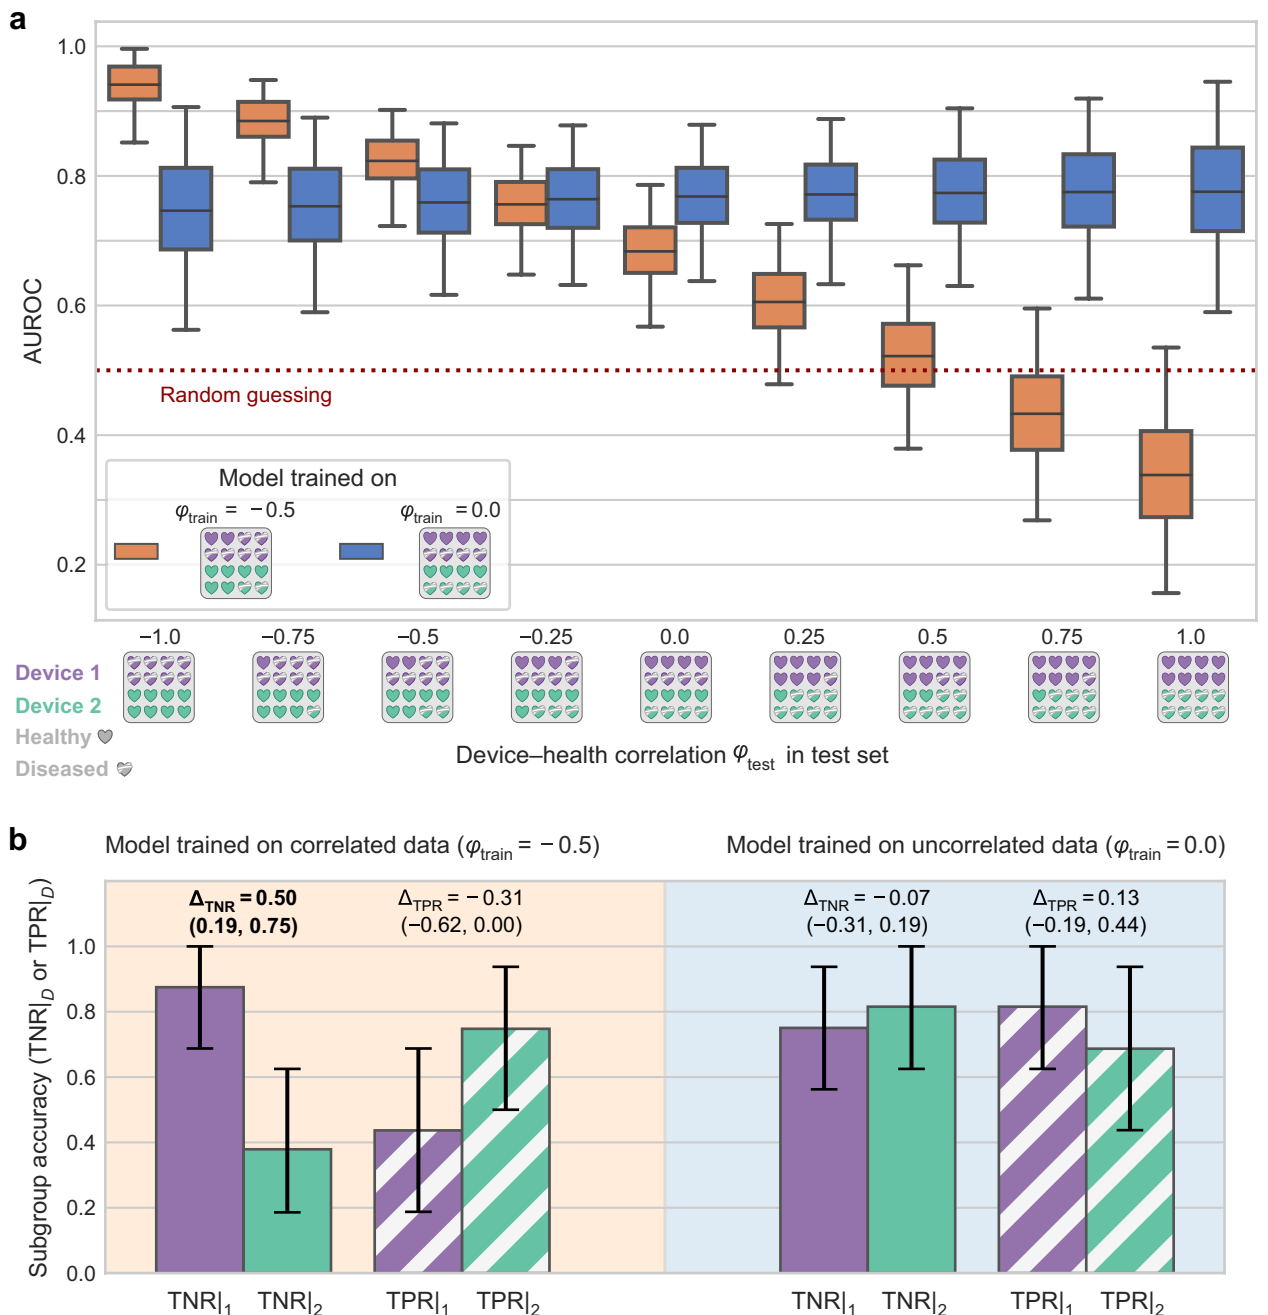 a
1.0
0.8
0.6
0.4
0.2
AUROC
Random guessing
Model trained on
φtrain = −0.5
φtrain = 0.0
−1.0 −0.75 −0.5 −0.25 0.0 0.25 0.5 0.75 1.0
Device 1
Device 2
Healthy
Diseased
Device–health correlation φtest in test set
b
Model trained on correlated data (φtrain = −0.5)
Model trained on uncorrelated data (φtrain = 0.0)
Subgroup accuracy (TNR|D or TPR|D)
ΔTNR = 0.50
(0.19, 0.75)
ΔTPR = −0.31
(−0.62, 0.00)
ΔTNR = −0.07
(−0.31, 0.19)
ΔTPR = 0.13
(−0.19, 0.44)
1.0
0.8
0.6
0.4
0.2
0.0
TNR|1 TNR|2 TPR|1 TPR|2 TNR|1 TNR|2 TPR|1 TPR|2